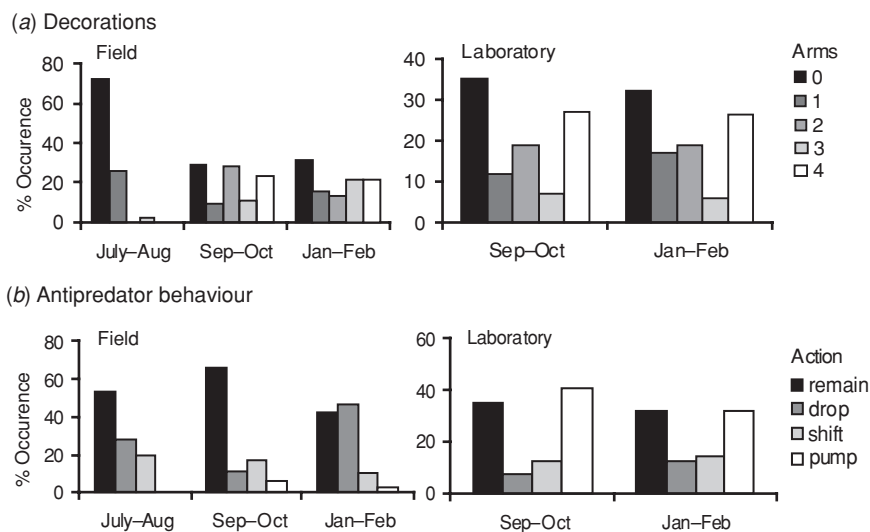 (a) Decorations
Field
Laboratory
Arms
0
1
2
3
4
% Occurence
80
60
40
20
0
40
30
20
10
0
July–Aug
Sep–Oct
Jan–Feb
Sep–Oct
Jan–Feb
(b) Antipredator behaviour
Field
Laboratory
Action
remain
drop
shift
pump
% Occurence
80
60
40
20
0
60
40
20
0
July–Aug
Sep–Oct
Jan–Feb
Sep–Oct
Jan–Feb